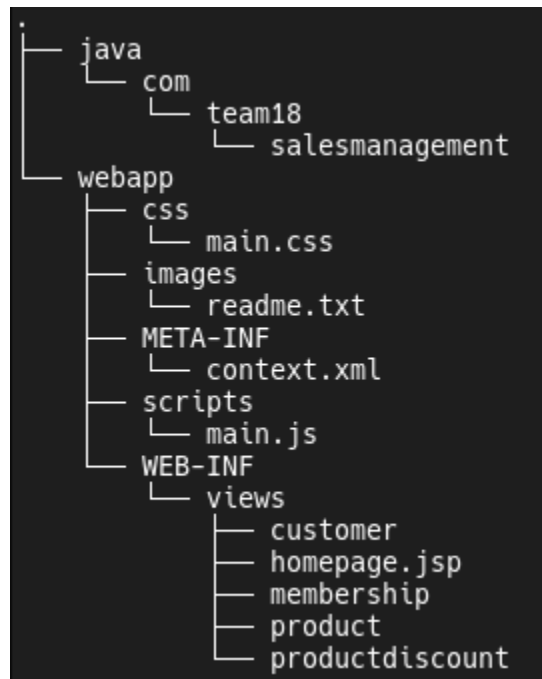 .
├── java
│   └── com
│       └── team18
│           └── salesmanagement
└── webapp
    ├── css
    │   └── main.css
    ├── images
    │   └── readme.txt
    ├── META-INF
    │   └── context.xml
    ├── scripts
    │   └── main.js
    └── WEB-INF
        └── views
            ├── customer
            ├── homepage.jsp
            ├── membership
            ├── product
            └── productdiscount